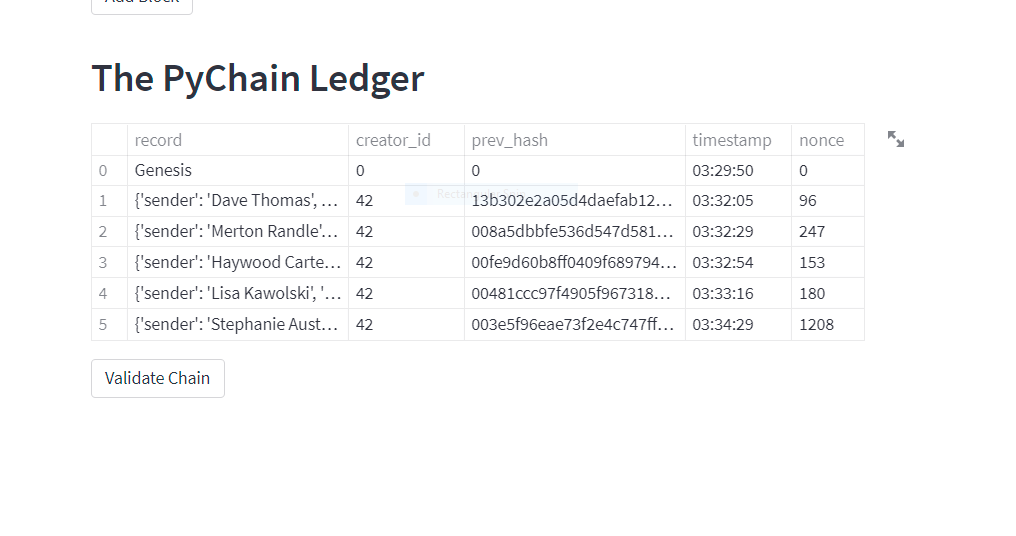 Add Block
The PyChain Ledger
record creator_id prev_hash timestamp nonce
0 Genesis 0 0 03:29:50 0
1 {'sender': 'Dave Thomas', … 42 13b302e2a05d4daefab12… 03:32:05 96
2 {'sender': 'Merton Randle'… 42 008a5dbbfe536d547d581… 03:32:29 247
3 {'sender': 'Haywood Carte… 42 00fe9d60b8ff0409f689794… 03:32:54 153
4 {'sender': 'Lisa Kawolski', '… 42 00481ccc97f4905f967318… 03:33:16 180
5 {'sender': 'Stephanie Aust… 42 003e5f96eae73f2e4c747ff… 03:34:29 1208
Validate Chain